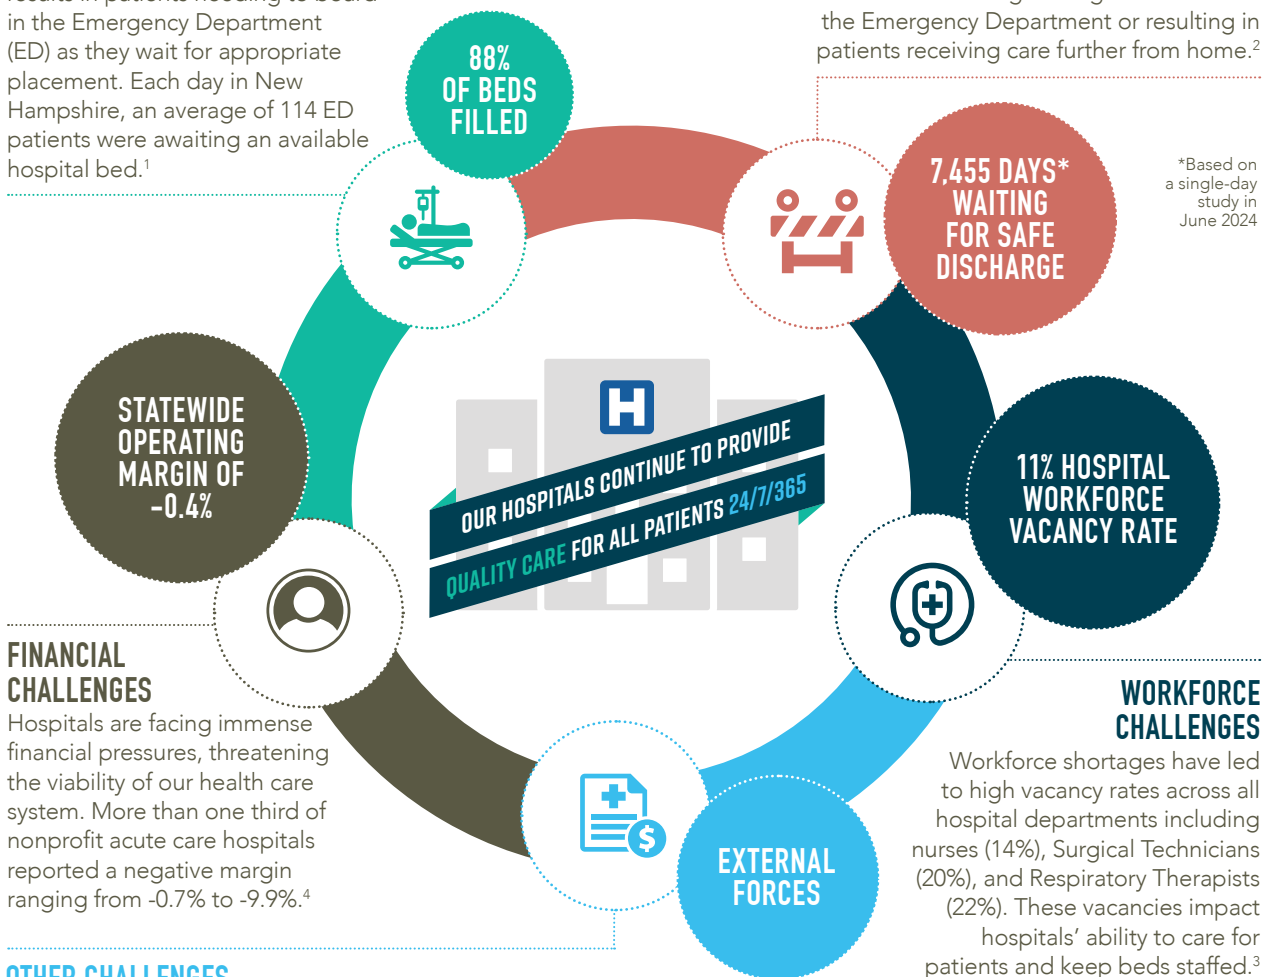 in the Emergency Department
(ED) as they wait for appropriate
placement. Each day in New
Hampshire, an average of 114 ED
patients were awaiting an available
hospital bed.1
88%
OF BEDS
FILLED
the Emergency Department or resulting in
patients receiving care further from home.2
7,455 DAYS*
WAITING
FOR SAFE
DISCHARGE
*Based on
a single-day
study in
June 2024
STATEWIDE
OPERATING
MARGIN OF
-0.4%
H
OUR HOSPITALS CONTINUE TO PROVIDE
QUALITY CARE FOR ALL PATIENTS 24/7/365
11% HOSPITAL
WORKFORCE
VACANCY RATE
FINANCIAL
CHALLENGES
Hospitals are facing immense
financial pressures, threatening
the viability of our health care
system. More than one third of
nonprofit acute care hospitals
reported a negative margin
ranging from -0.7% to -9.9%.4
$
EXTERNAL
FORCES
WORKFORCE
CHALLENGES
Workforce shortages have led
to high vacancy rates across all
hospital departments including
nurses (14%), Surgical Technicians
(20%), and Respiratory Therapists
(22%). These vacancies impact
hospitals' ability to care for
patients and keep beds staffed.3
OTHER CHALLENGES